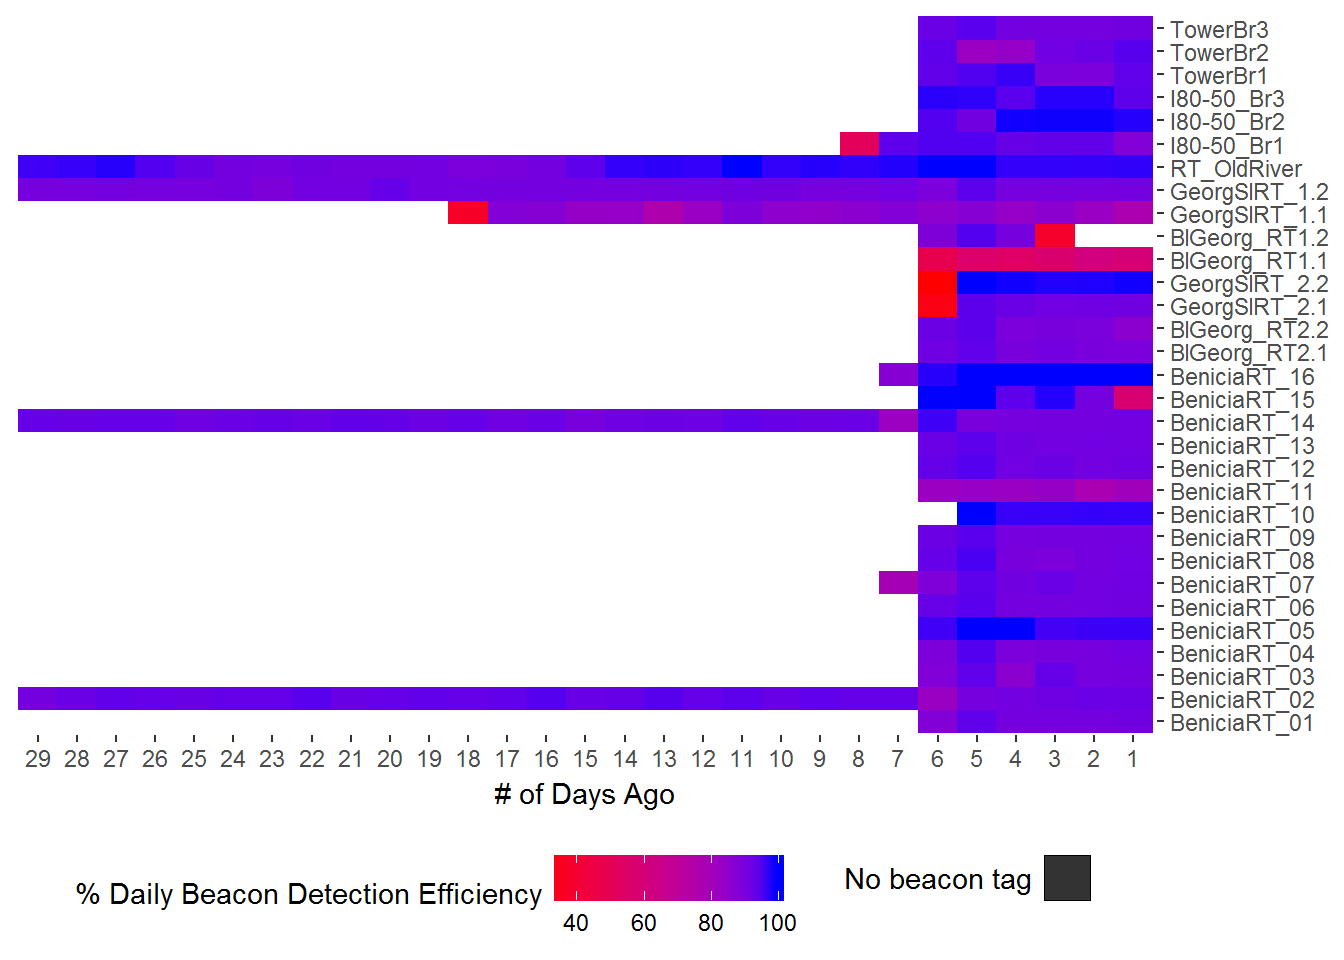 TowerBr3
TowerBr2
TowerBr1
I80-50_Br3
I80-50_Br2
I80-50_Br1
RT_OldRiver
GeorgSlRT_1.2
GeorgSlRT_1.1
BlGeorg_RT1.2
BlGeorg_RT1.1
GeorgSlRT_2.2
GeorgSlRT_2.1
BlGeorg_RT2.2
BlGeorg_RT2.1
BeniciaRT_16
BeniciaRT_15
BeniciaRT_14
BeniciaRT_13
BeniciaRT_12
BeniciaRT_11
BeniciaRT_10
BeniciaRT_09
BeniciaRT_08
BeniciaRT_07
BeniciaRT_06
BeniciaRT_05
BeniciaRT_04
BeniciaRT_03
BeniciaRT_02
BeniciaRT_01
29 28 27 26 25 24 23 22 21 20 19 18 17 16 15 14 13 12 11 10 9 8 7 6 5 4 3 2 1
# of Days Ago
% Daily Beacon Detection Efficiency
40 60 80 100
No beacon tag